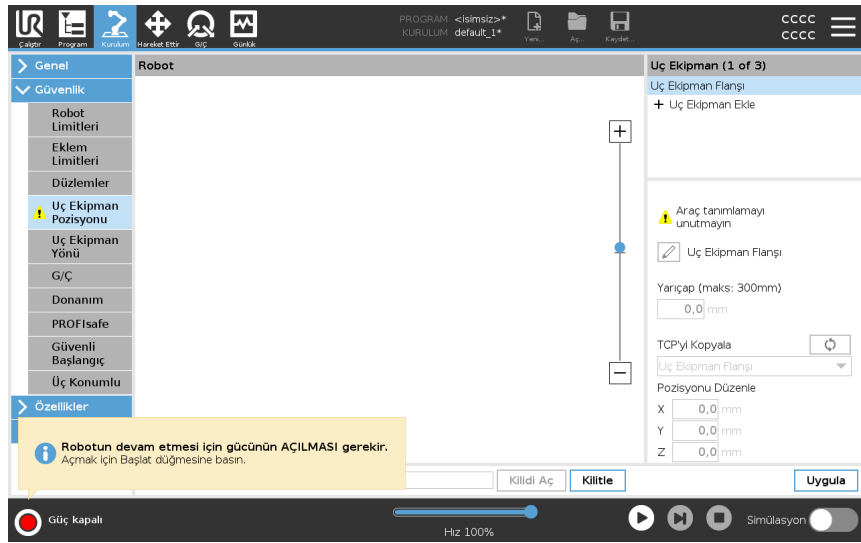 UR
Çalıştır
Program
Kurulum
Hareket Ettir
G/Ç
Günlük
PROGRAM <isimsiz>*
KURULUM default_1*
Yeni...
Aç...
Kaydet...
CCCC
CCCC
Genel
Güvenlik
Robot
Limitleri
Eklem
Limitleri
Düzlemler
Uç Ekipman
Pozisyonu
Uç Ekipman
Yönü
G/Ç
Donanım
PROFIsafe
Güvenli
Başlangıç
Üç Konumlu
Özellikler
Robot
Uç Ekipman (1 of 3)
Uç Ekipman Flanşı
+ Uç Ekipman Ekle
Araç tanımlamayı
unutmayın
Uç Ekipman Flanşı
Yarıçap (maks: 300mm)
0,0 mm
TCP'yi Kopyala
Uç Ekipman Flanşı
Pozisyonu Düzenle
X 0,0 mm
Y 0,0 mm
Z 0,0 mm
Robotun devam etmesi için gücünün AÇILMASI gerekir.
Açmak için Başlat düğmesine basın.
Kilidi Aç
Kilitle
Uygula
Güç kapalı
Hız 100%
Simülasyon